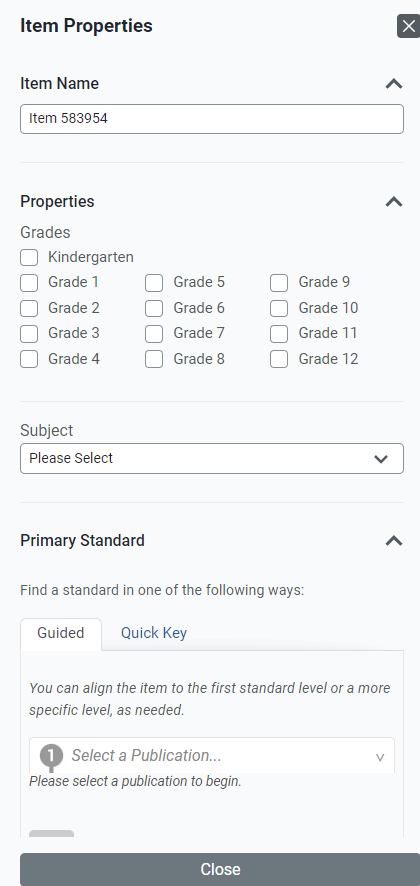 Item Properties
Item Name
Item 583954
Properties
Grades
Kindergarten
Grade 1 Grade 5 Grade 9
Grade 2 Grade 6 Grade 10
Grade 3 Grade 7 Grade 11
Grade 4 Grade 8 Grade 12
Subject
Please Select
Primary Standard
Find a standard in one of the following ways:
Guided Quick Key
You can align the item to the first standard level or a more
specific level, as needed.
1 Select a Publication...
Please select a publication to begin.
Close